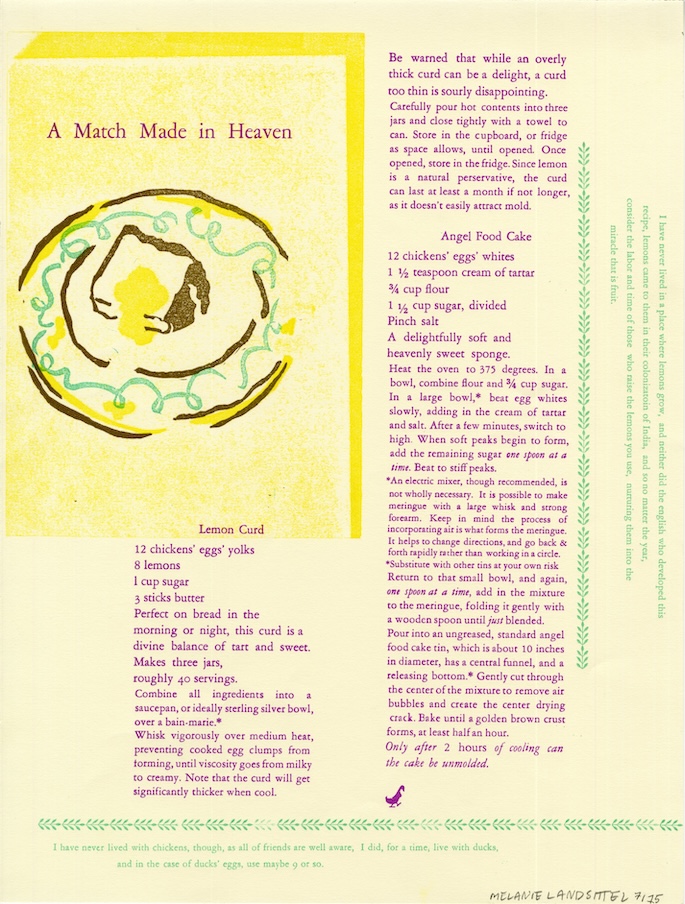 A Match Made in Heaven
Lemon Curd
12 chickens' eggs' yolks
8 lemons
1 cup sugar
3 sticks butter
Perfect on bread in the
morning or night, this curd is a
divine balance of tart and sweet.
Makes three jars,
roughly 40 servings.
Combine all ingredients into a
saucepan, or ideally sterling silver bowl,
over a bain-marie.*
Whisk vigorously over medium heat,
preventing cooked egg clumps from
forming, until viscosity goes from milky
to creamy. Note that the curd will get
significantly thicker when cool.
Be warned that while an overly
thick curd can be a delight, a curd
too thin is sourly disappointing.
Carefully pour hot contents into three
jars and close tightly with a towel to
can. Store in the cupboard, or fridge
as space allows, until opened. Once
opened, store in the fridge. Since lemon
is a natural perservative, the curd
can last at least a month if not longer,
as it doesn't easily attract mold.
Angel Food Cake
12 chickens' eggs' whites
1 ½ teaspoon cream of tartar
¾ cup flour
1 ½ cup sugar, divided
Pinch salt
A delightfully soft and
heavenly sweet sponge.
Heat the oven to 375 degrees. In a
bowl, combine flour and ¾ cup sugar.
In a large bowl,* beat egg whites
slowly, adding in the cream of tartar
and salt. After a few minutes, switch to
high. When soft peaks begin to form,
add the remaining sugar one spoon at a
time. Beat to stiff peaks.
*An electric mixer, though recommended, is
not wholly necessary. It is possible to make
meringue with a large whisk and strong
forearm. Keep in mind the process of
incorporating air is what forms the meringue.
It helps to change directions, and go back &
forth rapidly rather than working in a circle.
*Substitute with other tins at your own risk
Return to that small bowl, and again,
one spoon at a time, add in the mixture
to the meringue, folding it gently with
a wooden spoon until just blended.
Pour into an ungreased, standard angel
food cake tin, which is about 10 inches
in diameter, has a central funnel, and a
releasing bottom.* Gently cut through
the center of the mixture to remove air
bubbles and create the center drying
crack. Bake until a golden brown crust
forms, at least half an hour.
Only after 2 hours of cooling can
the cake be unmolded.
I have never lived in a place where lemons grow, and neither did the english who developed this
recipe, lemons came to them in their colonizatoin of India, and so no matter the year,
consider the labor and time of those who raise the lemons you use, nurturing them into the
miracle that is fruit.
I have never lived with chickens, though, as all of friends are well aware, I did, for a time, live with ducks,
and in the case of ducks' eggs, use maybe 9 or so.
MELANIE LANDSITTEL 7/75